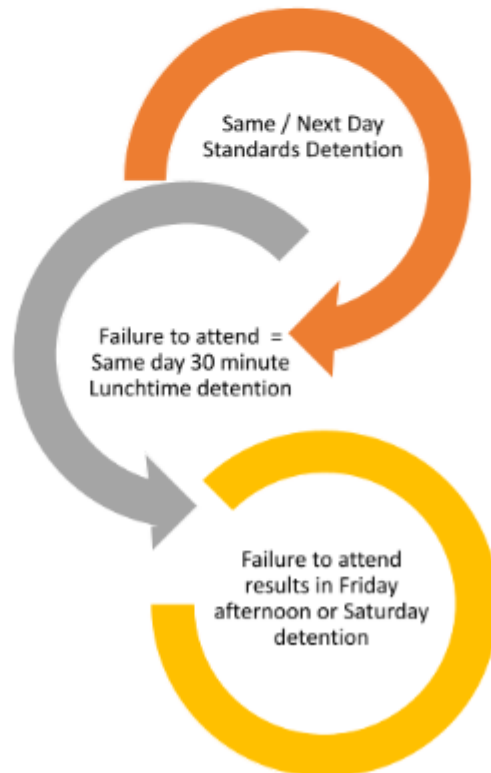 Same / Next Day
Standards Detention
Failure to attend =
Same day 30 minute
Lunchtime detention
Failure to attend
results in Friday
afternoon or Saturday
detention